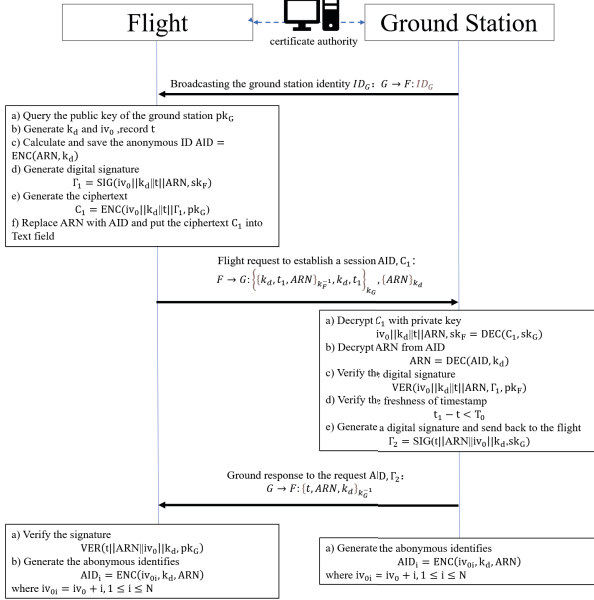 Flight
Ground Station
certificate authority
Broadcasting the ground station identity ID_G：G → F: ID_G
a) Query the public key of the ground station pk_G
b) Generate k_d and iv_0 ,record t
c) Calculate and save the anonymous ID AID =
ENC(ARN, k_d)
d) Generate digital signature
Γ_1 = SIG(iv_0||k_d||t||ARN, sk_F)
e) Generate the ciphertext
C_1 = ENC(iv_0||k_d||t||Γ_1, pk_G)
f) Replace ARN with AID and put the ciphertext C_1 into
Text field
Flight request to establish a session AID, C_1：
F → G: {{k_d, t_1, ARN}_{k_F^{-1}}, k_d, t_1}_{k_G}, {ARN}_{k_d}
a) Decrypt C_1 with private key
iv_0||k_d||t||ARN, sk_F = DEC(C_1, sk_G)
b) Decrypt ARN from AID
ARN = DEC(AID, k_d)
c) Verify the digital signature
VER(iv_0||k_d||t||ARN, Γ_1, pk_F)
d) Verify the freshness of timestamp
t_1 − t < T_0
e) Generate a digital signature and send back to the flight
Γ_2 = SIG(t||ARN||iv_0||k_d,sk_G)
Ground response to the request AID, Γ_2：
G → F: {t, ARN, k_d}_{k_G^{-1}}
a) Verify the signature
VER(t||ARN||iv_0||k_d, pk_G)
b) Generate the abonymous identifies
AID_i = ENC(iv_{0i}, k_d, ARN)
where iv_{0i} = iv_0 + i, 1 ≤ i ≤ N
a) Generate the abonymous identifies
AID_i = ENC(iv_{0i}, k_d, ARN)
where iv_{0i} = iv_0 + i, 1 ≤ i ≤ N